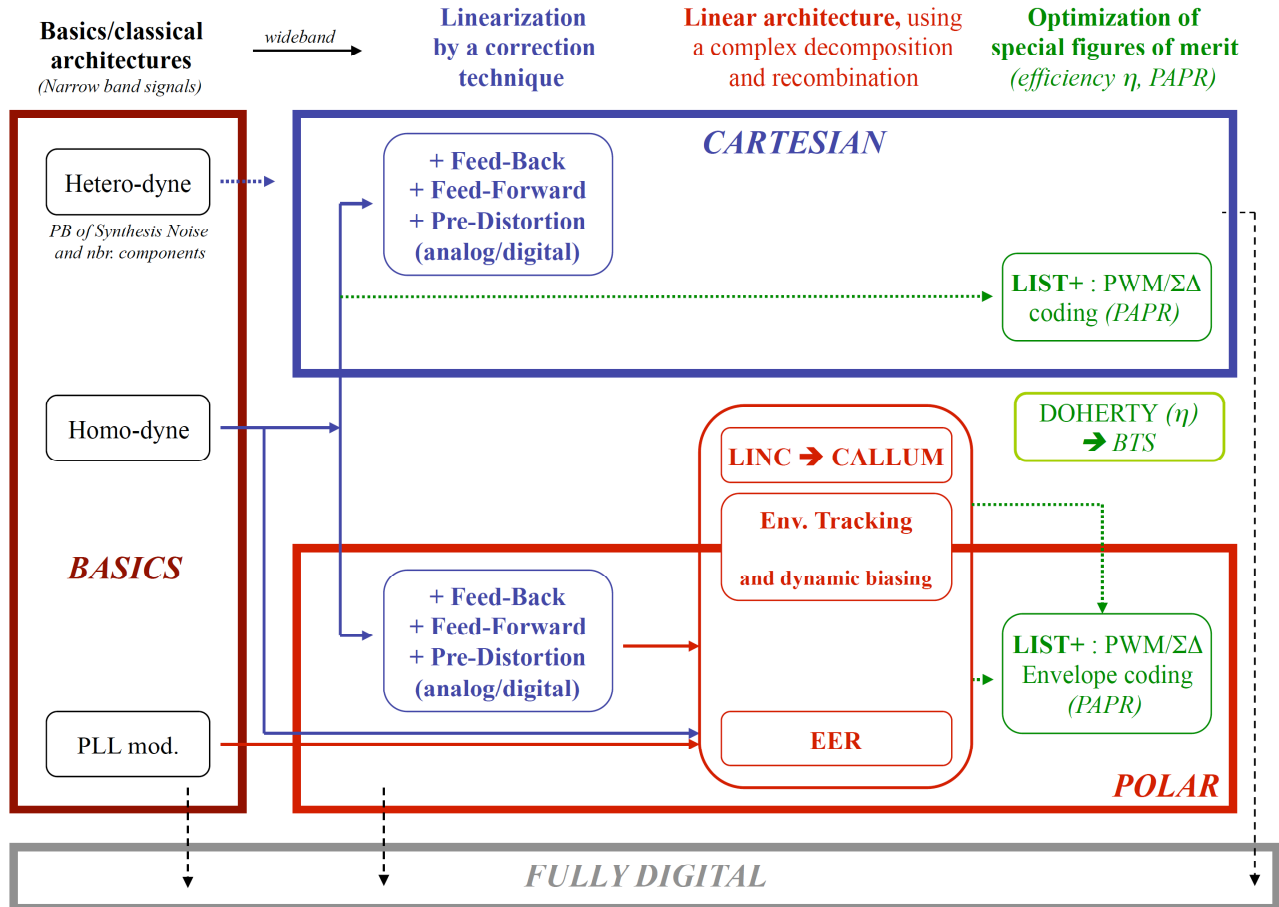 Basics/classical
architectures
(Narrow band signals)
wideband
Linearization
by a correction
technique
Linear architecture, using
a complex decomposition
and recombination
Optimization of
special figures of merit
(efficiency η, PAPR)
CARTESIAN
Hetero-dyne
PB of Synthesis Noise
and nbr. components
+ Feed-Back
+ Feed-Forward
+ Pre-Distortion
(analog/digital)
LIST+ : PWM/ΣΔ
coding (PAPR)
Homo-dyne
DOHERTY (η)
➔ BTS
LINC ➔ CALLUM
Env. Tracking
and dynamic biasing
BASICS
+ Feed-Back
+ Feed-Forward
+ Pre-Distortion
(analog/digital)
LIST+ : PWM/ΣΔ
Envelope coding
(PAPR)
PLL mod.
EER
POLAR
FULLY DIGITAL